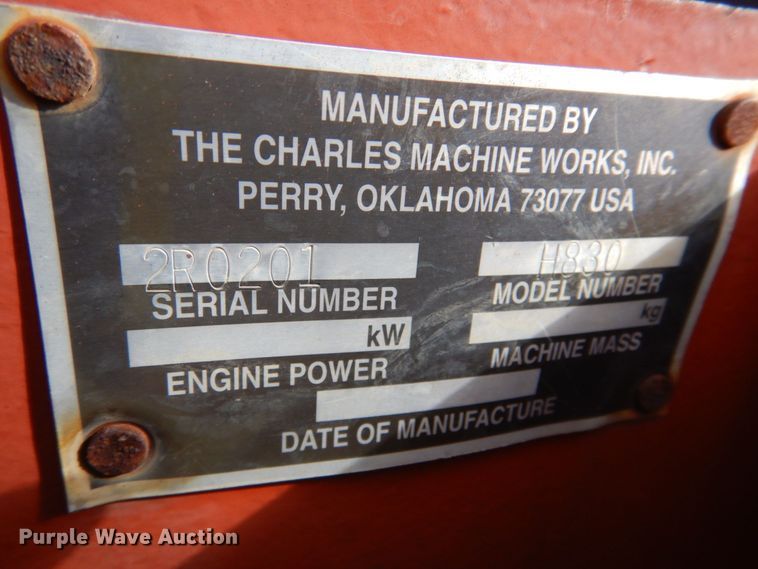 MANUFACTURED BY
THE CHARLES MACHINE WORKS, INC.
PERRY, OKLAHOMA 73077 USA
2R0201 H830
SERIAL NUMBER MODEL NUMBER
kW kg
ENGINE POWER MACHINE MASS
DATE OF MANUFACTURE
Purple Wave Auction